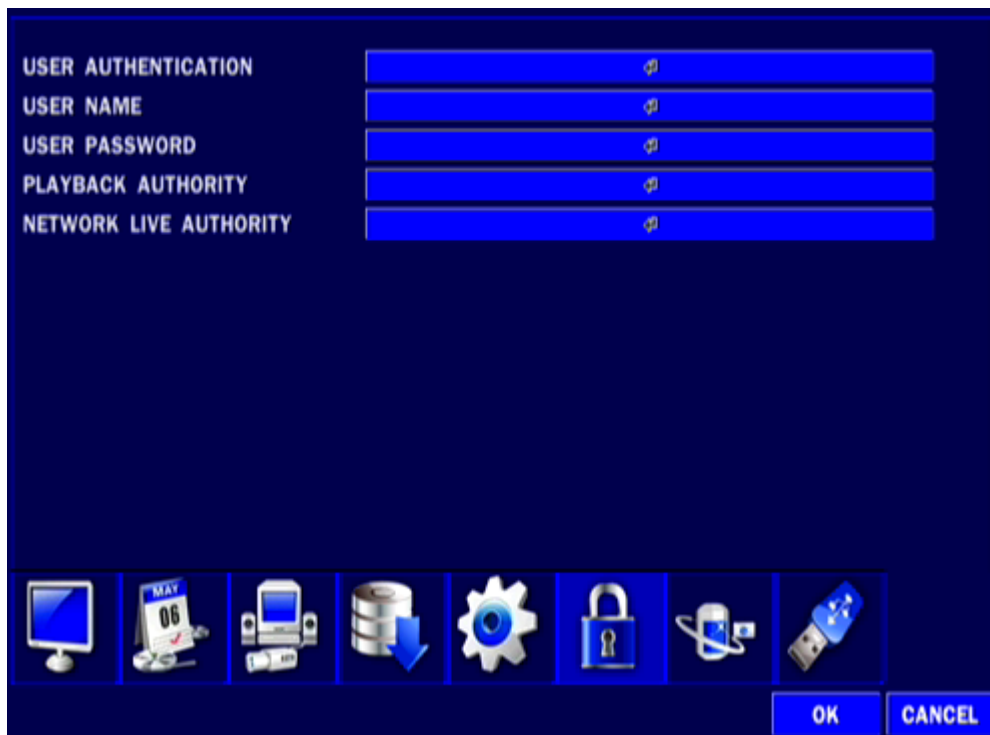 USER AUTHENTICATION
USER NAME
USER PASSWORD
PLAYBACK AUTHORITY
NETWORK LIVE AUTHORITY
MAY
06
OK CANCEL